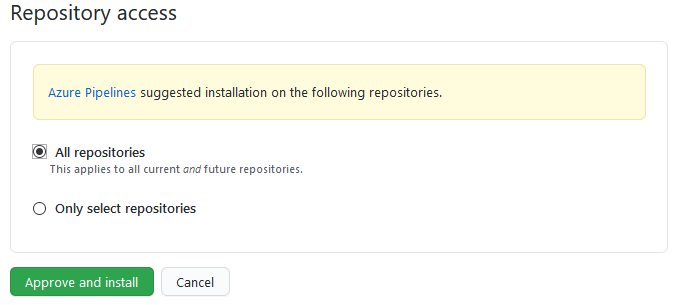 Repository access
Azure Pipelines suggested installation on the following repositories.
All repositories
This applies to all current and future repositories.
Only select repositories
Approve and install
Cancel